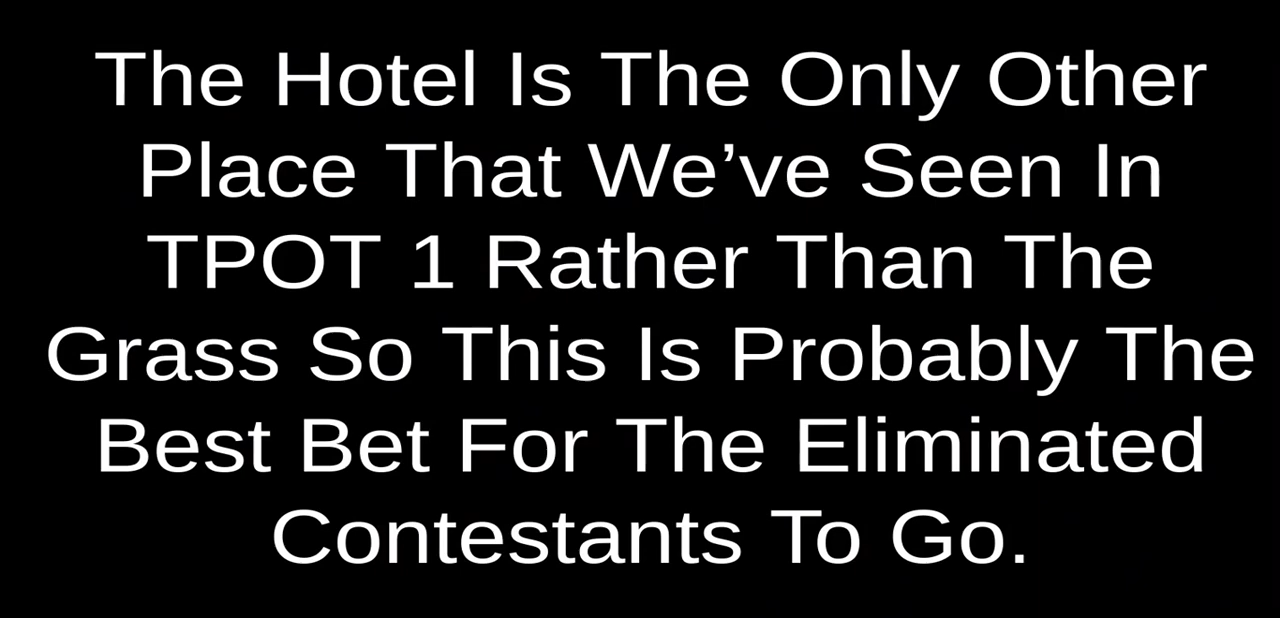 The Hotel Is The Only Other
Place That We’ve Seen In
TPOT 1 Rather Than The
Grass So This Is Probably The
Best Bet For The Eliminated
Contestants To Go.